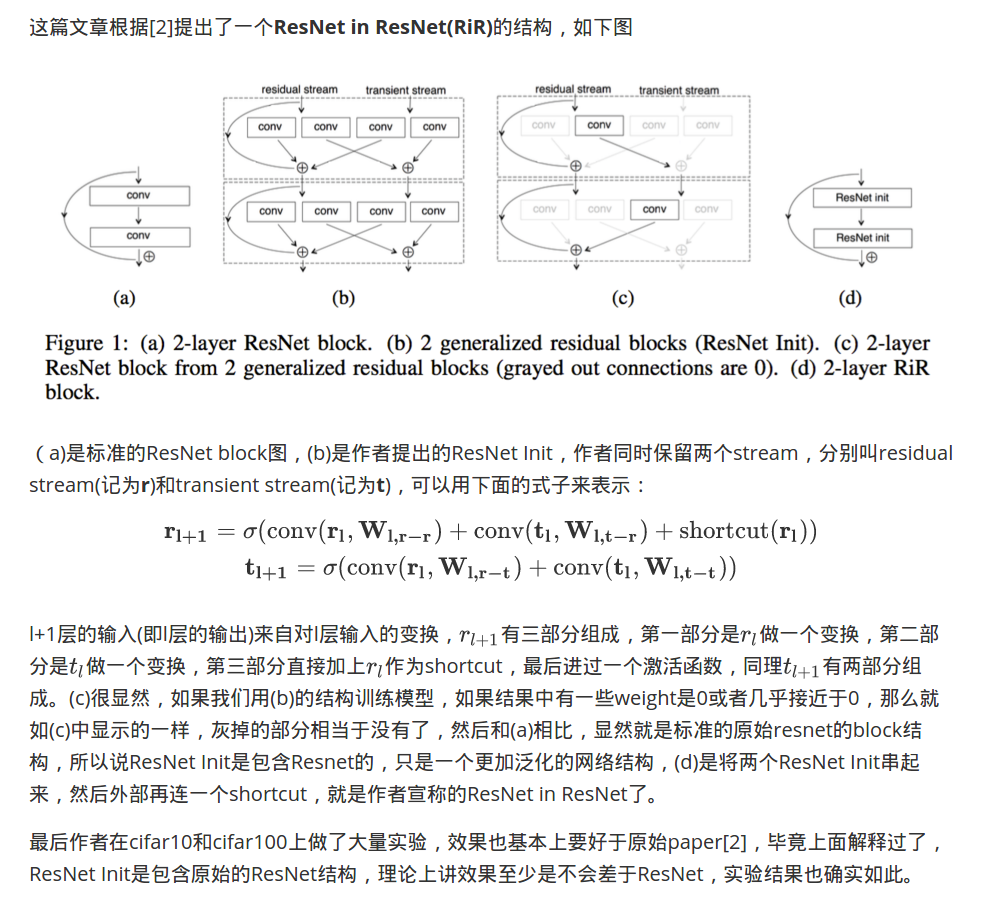 这篇文章根据[2]提出了一个ResNet in ResNet(RiR)的结构，如下图
residual stream transient stream residual stream transient stream
conv conv conv conv conv conv conv conv
conv ResNet init
conv conv conv conv conv conv conv conv
conv ResNet init
(a) (b) (c) (d)
Figure 1: (a) 2-layer ResNet block. (b) 2 generalized residual blocks (ResNet Init). (c) 2-layer
ResNet block from 2 generalized residual blocks (grayed out connections are 0). (d) 2-layer RiR
block.
（a)是标准的ResNet block图，(b)是作者提出的ResNet Init，作者同时保留两个stream，分别叫residual
stream(记为r)和transient stream(记为t)，可以用下面的式子来表示：
r_{l+1} = σ(conv(r_l, W_{l,r−r}) + conv(t_l, W_{l,t−r}) + shortcut(r_l))
t_{l+1} = σ(conv(r_l, W_{l,r−t}) + conv(t_l, W_{l,t−t}))
l+1层的输入(即l层的输出)来自对l层输入的变换，r_{l+1}有三部分组成，第一部分是r_l做一个变换，第二部
分是t_l做一个变换，第三部分直接加上r_l作为shortcut，最后进过一个激活函数，同理t_{l+1}有两部分组
成。(c)很显然，如果我们用(b)的结构训练模型，如果结果中有一些weight是0或者几乎接近于0，那么就
如(c)中显示的一样，灰掉的部分相当于没有了，然后和(a)相比，显然就是标准的原始resnet的block结
构，所以说ResNet Init是包含Resnet的，只是一个更加泛化的网络结构，(d)是将两个ResNet Init串起
来，然后外部再连一个shortcut，就是作者宣称的ResNet in ResNet了。
最后作者在cifar10和cifar100上做了大量实验，效果也基本上要好于原始paper[2]，毕竟上面解释过了，
ResNet Init是包含原始的ResNet结构，理论上讲效果至少是不会差于ResNet，实验结果也确实如此。